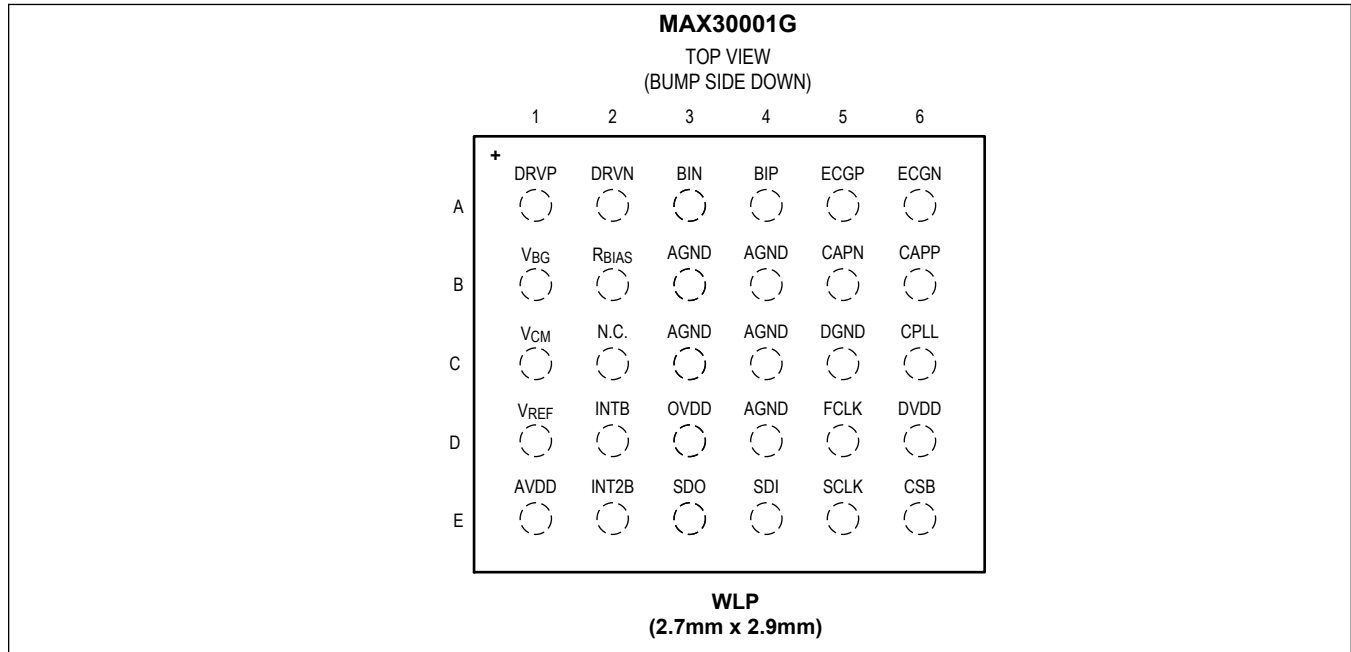 MAX30001G
TOP VIEW
(BUMP SIDE DOWN)
1 2 3 4 5 6
+
DRVP DRVN BIN BIP ECGP ECGN
A
VBG RBIAS AGND AGND CAPN CAPP
B
VCM N.C. AGND AGND DGND CPLL
C
VREF INTB OVDD AGND FCLK DVDD
D
AVDD INT2B SDO SDI SCLK CSB
E
WLP
(2.7mm x 2.9mm)